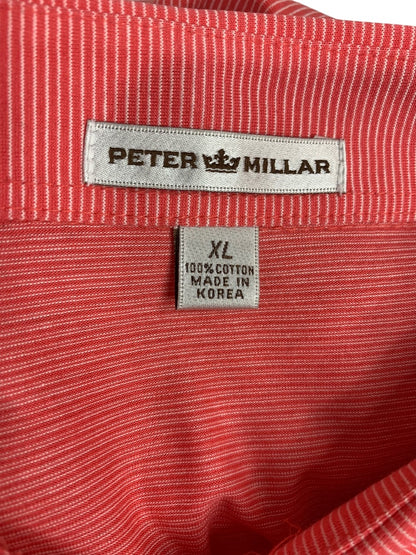 PETER MILLAR
XL
100% COTTON
MADE IN
KOREA